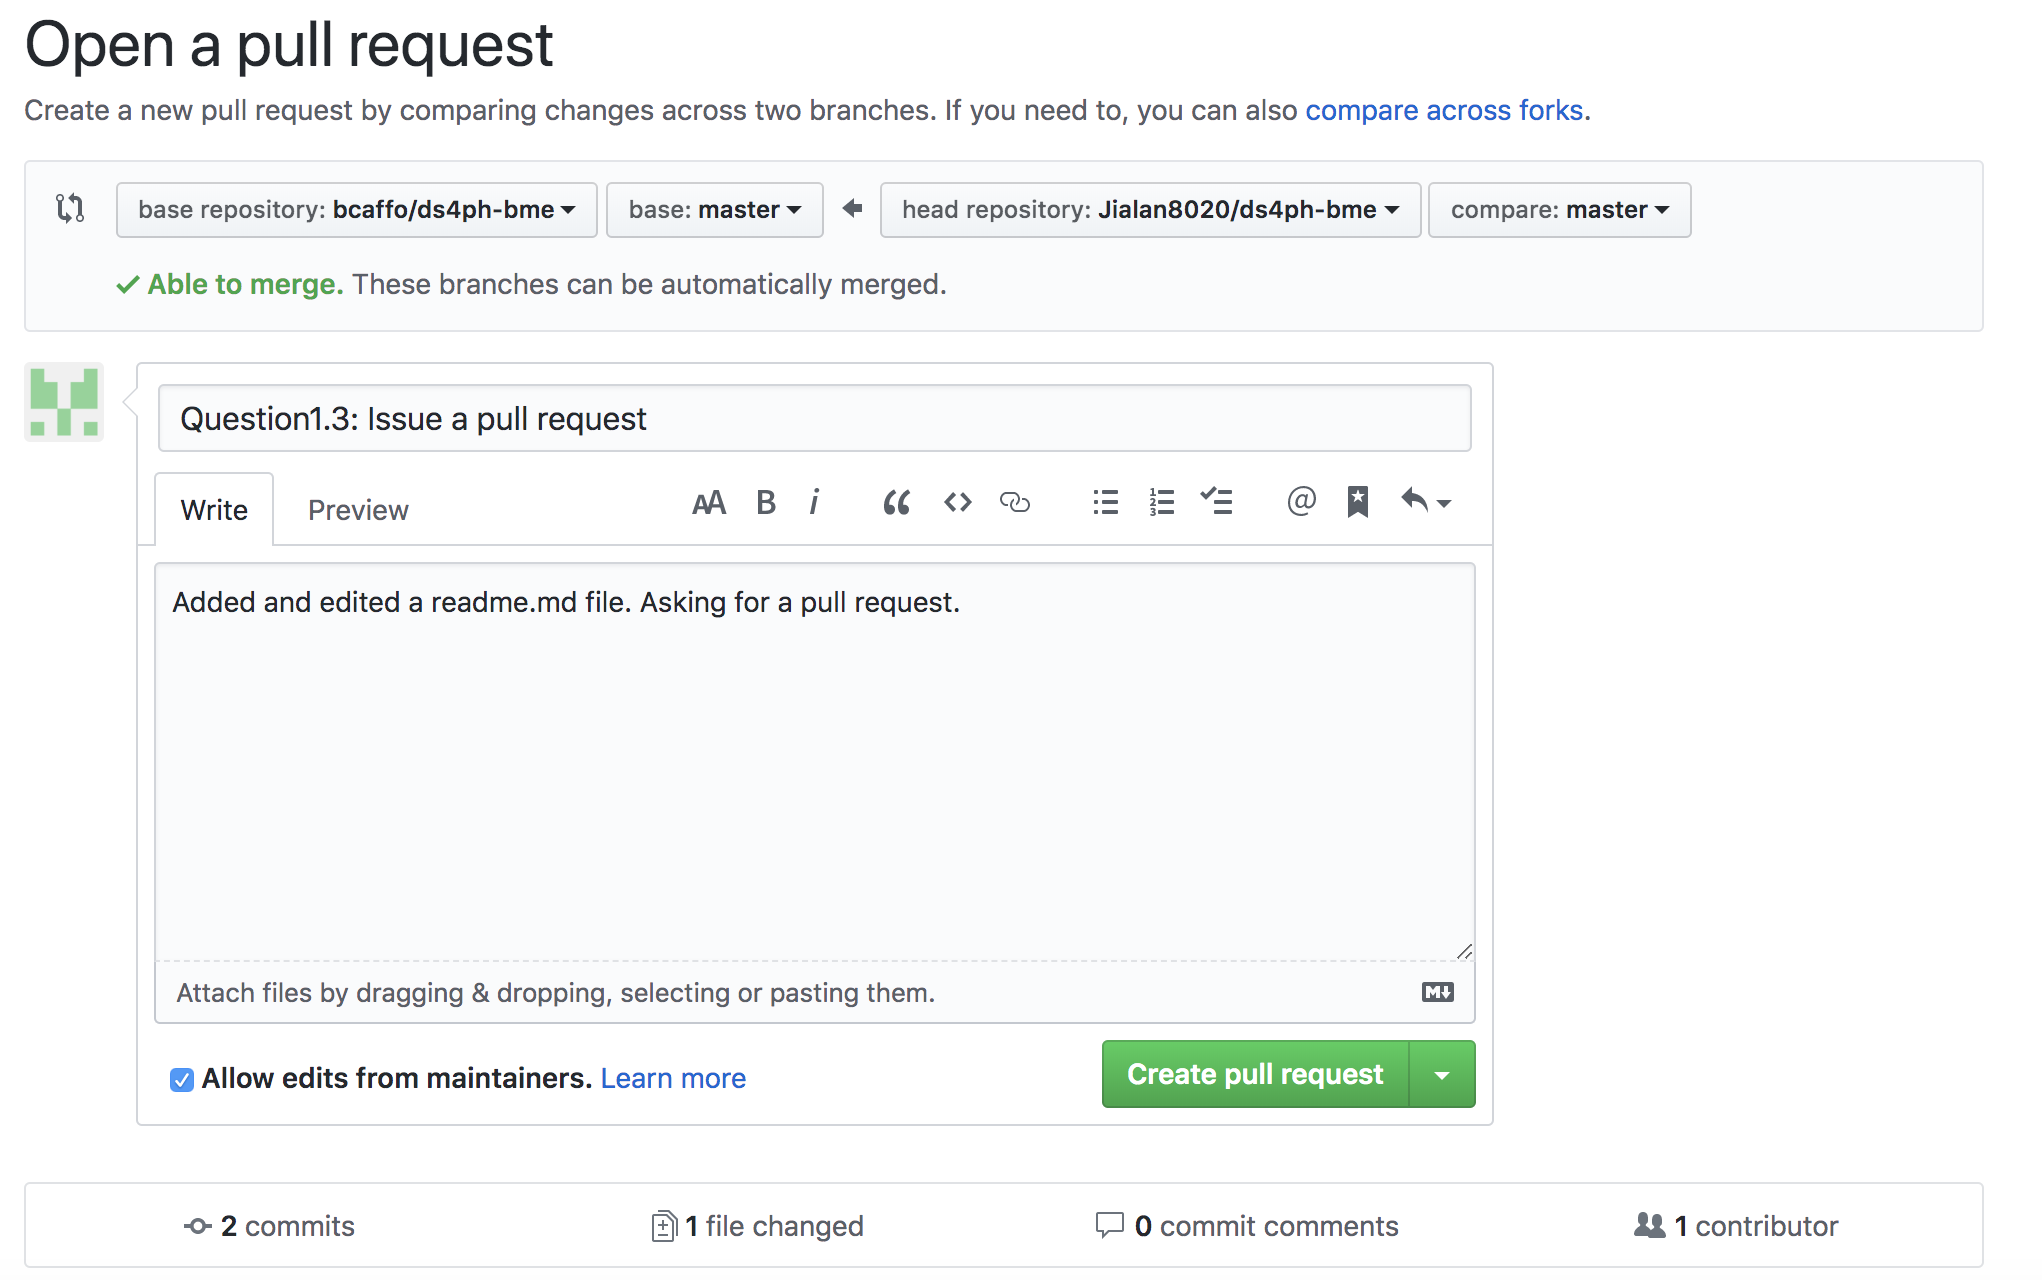 Open a pull request
Create a new pull request by comparing changes across two branches. If you need to, you can also compare across forks.
base repository: bcaffo/ds4ph-bme base: master head repository: Jialan8020/ds4ph-bme compare: master
Able to merge. These branches can be automatically merged.
Question1.3: Issue a pull request
Write Preview
Added and edited a readme.md file. Asking for a pull request.
Attach files by dragging & dropping, selecting or pasting them.
Allow edits from maintainers. Learn more Create pull request
2 commits 1 file changed 0 commit comments 1 contributor